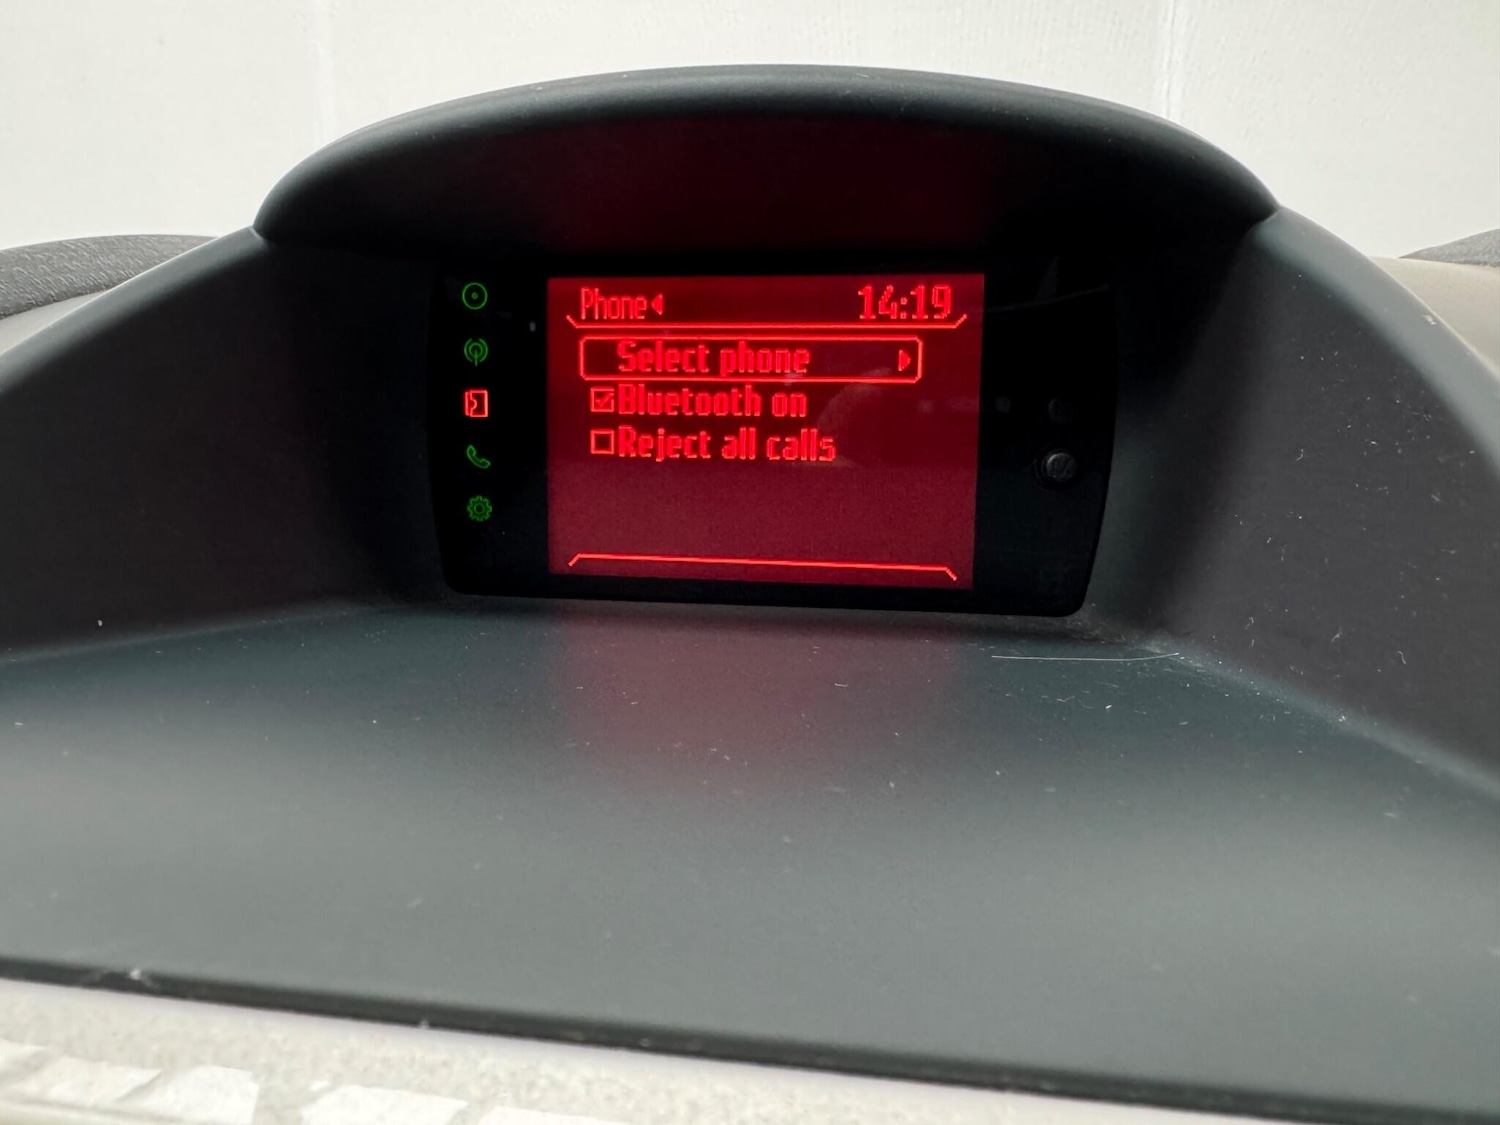 Phone
14:19
Select phone
Bluetooth on
Reject all calls